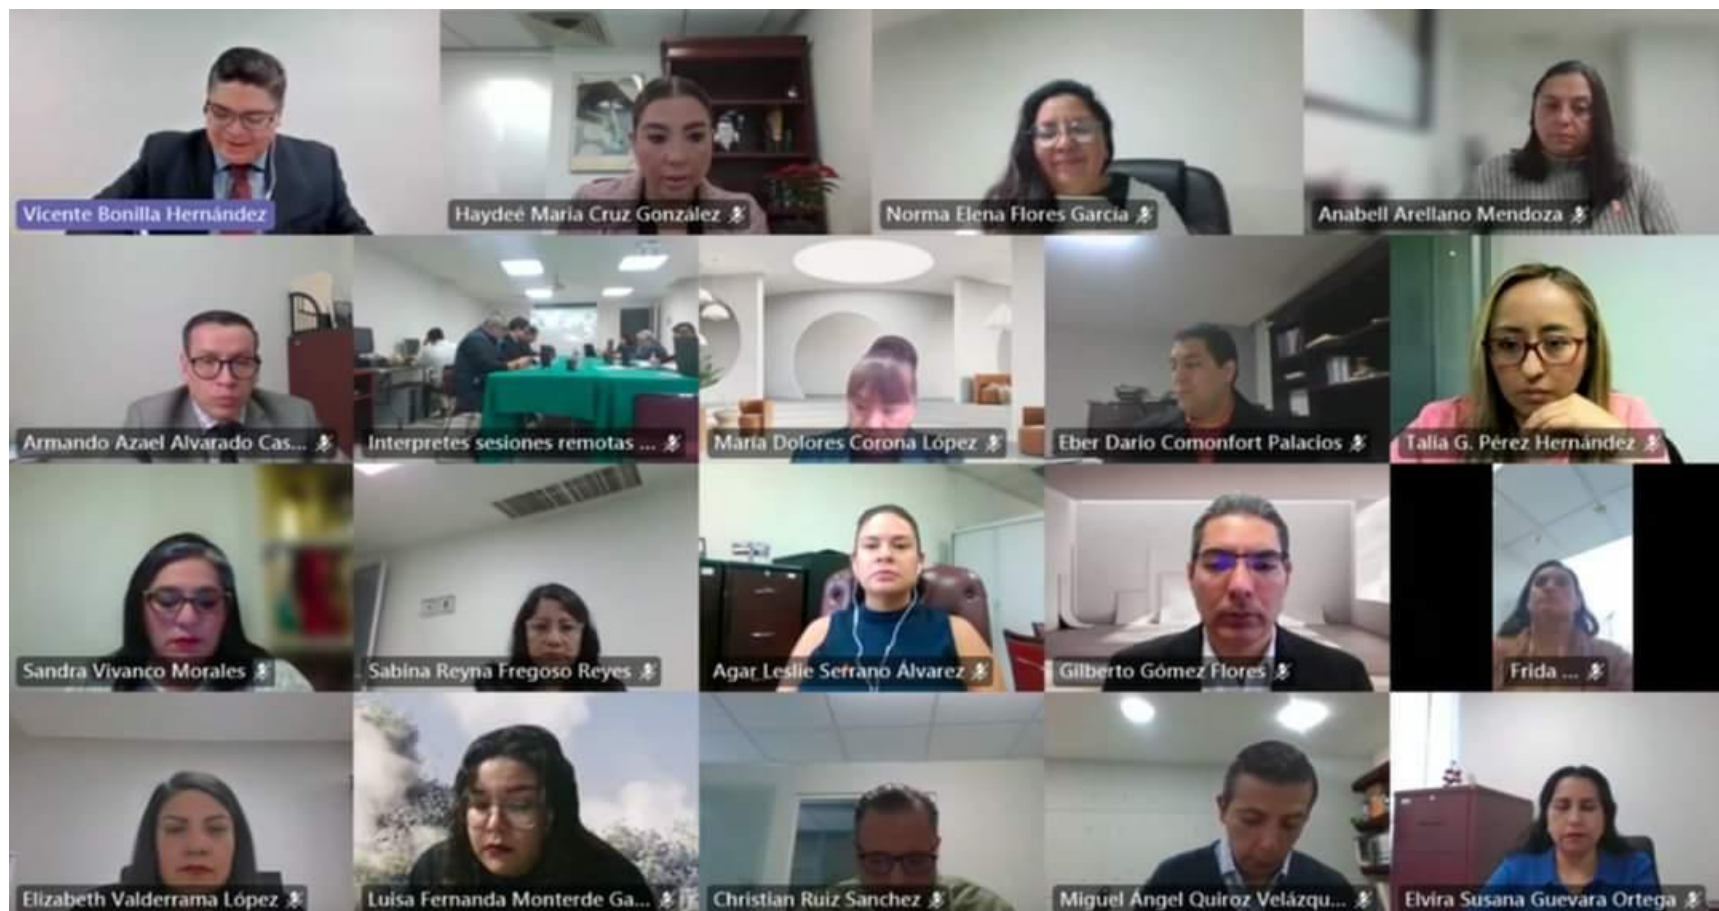 Vicente Bonilla Hernández
Haydeé María Cruz González
Norma Elena Flores García
Anabell Arellano Mendoza
Armando Azael Alvarado Cas...
Interpretes sesiones remotas ...
María Dolores Corona López
Eber Dario Comonfort Palacios
Talia G. Pérez Hernández
Sandra Vivanco Morales
Sabina Reyna Fregoso Reyes
Agar Leslie Serrano Álvarez
Gilberto Gómez Flores
Frida ...
Elizabeth Valderrama López
Luisa Fernanda Monterde Ga...
Christian Ruiz Sanchez
Miguel Ángel Quiroz Velázqu...
Elvira Susana Guevara Ortega